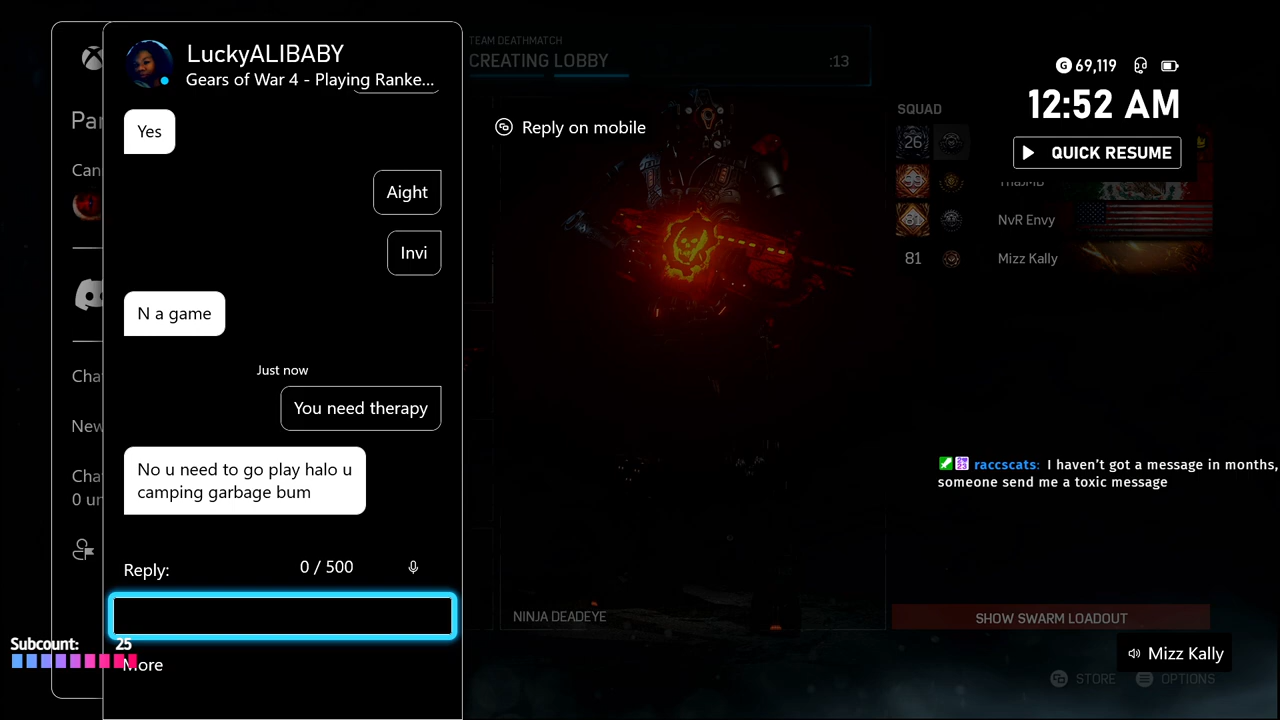 LuckyALIBABY
Gears of War 4 - Playing Ranke...
Yes
Aight
Invi
N a game
Just now
You need therapy
No u need to go play halo u
camping garbage bum
Reply:
0 / 500
More
Par
Can
Cha
New
Cha
0 un
Subcount: 25
Reply on mobile
TEAM DEATHMATCH
CREATING LOBBY
:13
NINJA DEADEYE
G 69,119
12:52 AM
QUICK RESUME
SQUAD
26
59
ThaJMB
81
NvR Envy
81
Mizz Kally
raccscats: I haven't got a message in months,
someone send me a toxic message
SHOW SWARM LOADOUT
Mizz Kally
STORE
OPTIONS